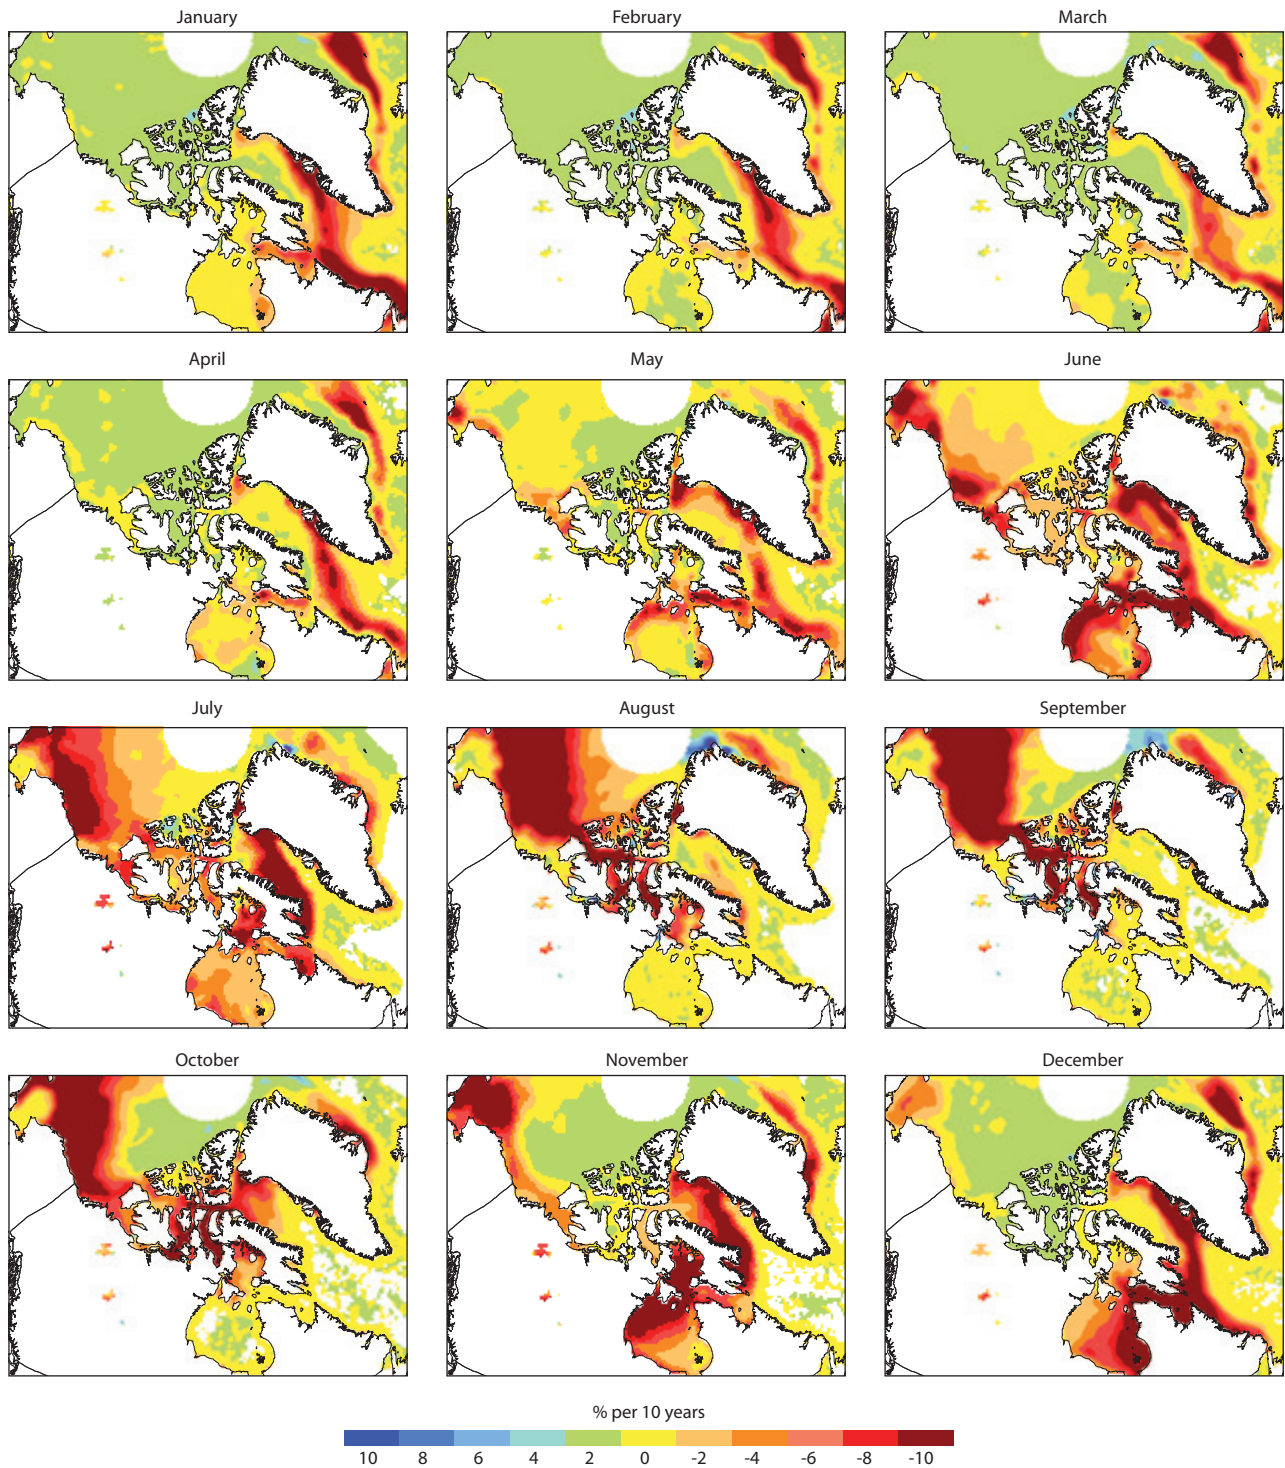 January
February
March
April
May
June
July
August
September
October
November
December
% per 10 years
10 8 6 4 2 0 -2 -4 -6 -8 -10